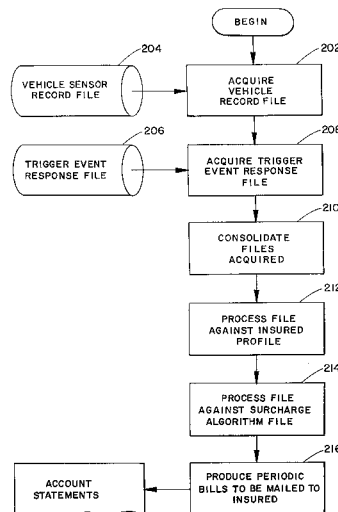 BEGIN
204
202
VEHICLE SENSOR
RECORD FILE
ACQUIRE
VEHICLE
RECORD FILE
206
208
TRIGGER EVENT
RESPONSE FILE
ACQUIRE TRIGGER
EVENT RESPONSE
FILE
210
CONSOLIDATE
FILES
ACQUIRED
212
PROCESS FILE
AGAINST INSURED
PROFILE
214
PROCESS FILE
AGAINST SURCHARGE
ALGORITHM FILE
216
ACCOUNT
STATEMENTS
PRODUCE PERIODIC
BILLS TO BE MAILED TO
INSURED